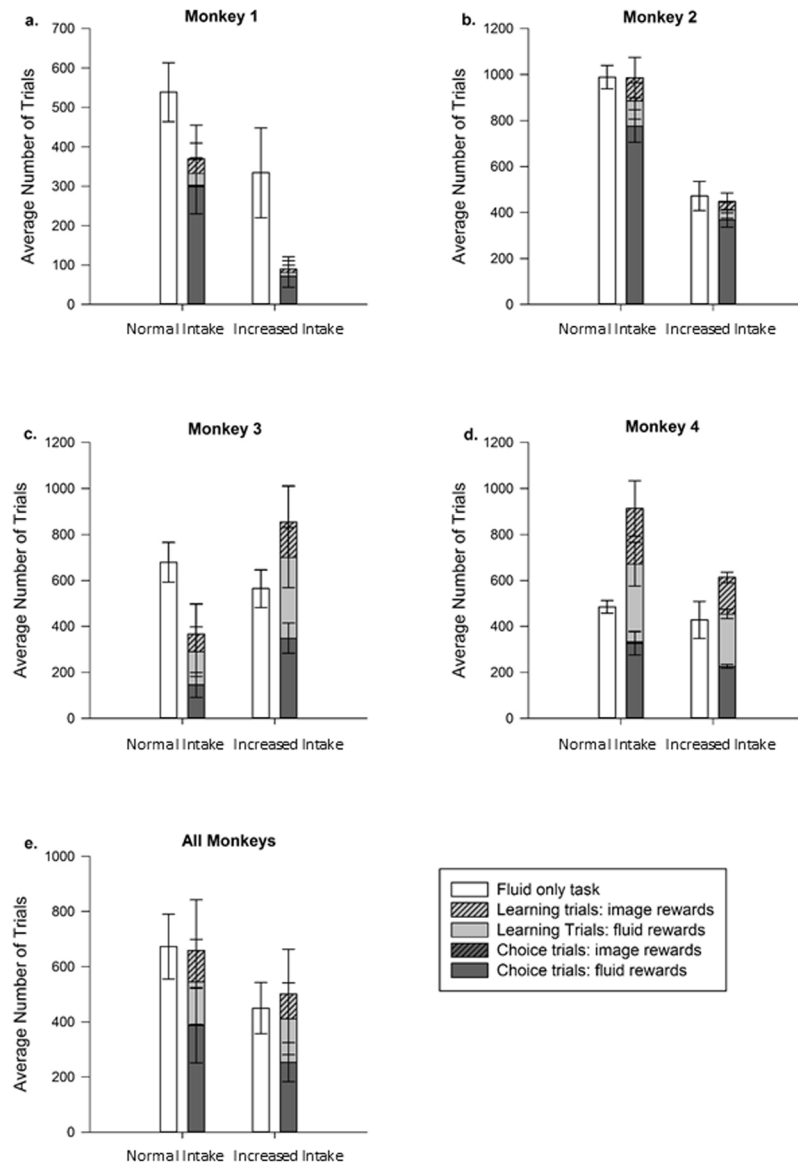 a.
Monkey 1
700
600
500
400
300
200
100
0
Average Number of Trials
Normal Intake Increased Intake
b.
Monkey 2
1200
1000
800
600
400
200
0
Average Number of Trials
Normal Intake Increased Intake
c.
Monkey 3
1200
1000
800
600
400
200
0
Average Number of Trials
Normal Intake Increased Intake
d.
Monkey 4
1200
1000
800
600
400
200
0
Average Number of Trials
Normal Intake Increased Intake
e.
All Monkeys
1000
800
600
400
200
0
Average Number of Trials
Normal Intake Increased Intake
Fluid only task
Learning trials: image rewards
Learning Trials: fluid rewards
Choice trials: image rewards
Choice trials: fluid rewards